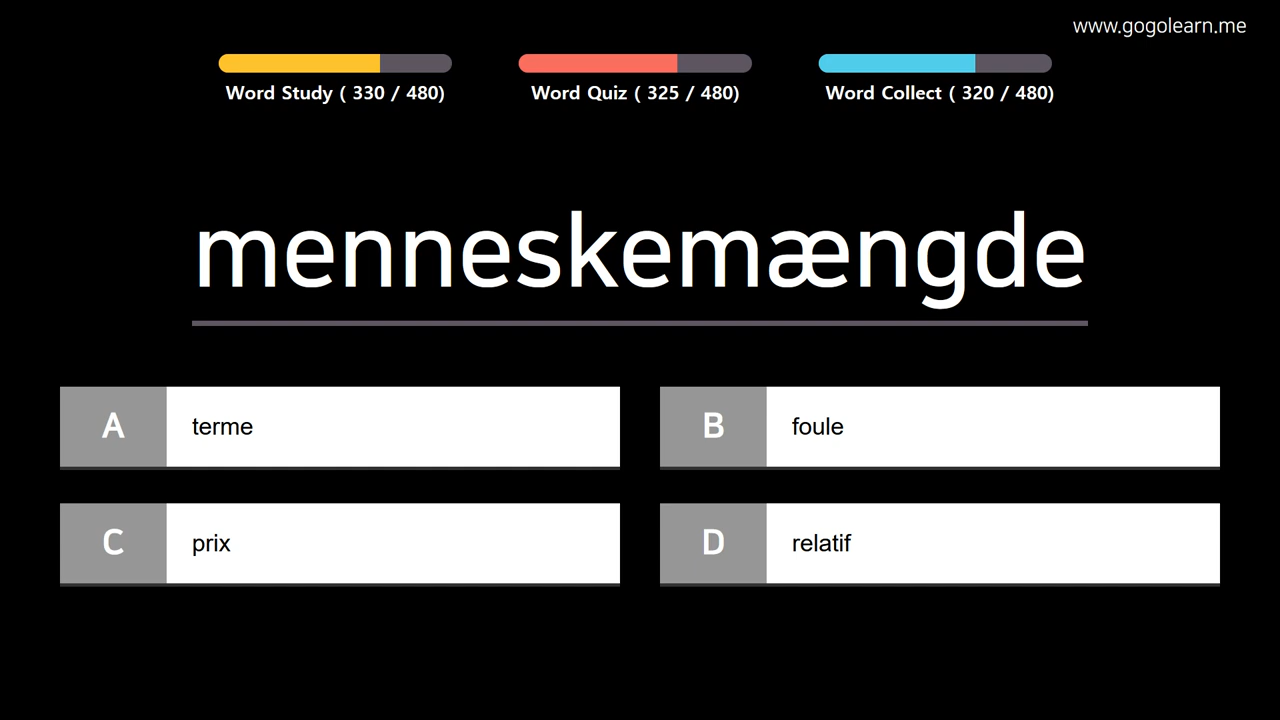 www.gogolearn.me
Word Study ( 330 / 480)
Word Quiz ( 325 / 480)
Word Collect ( 320 / 480)
menneskemængde
A terme
B foule
C prix
D relatif